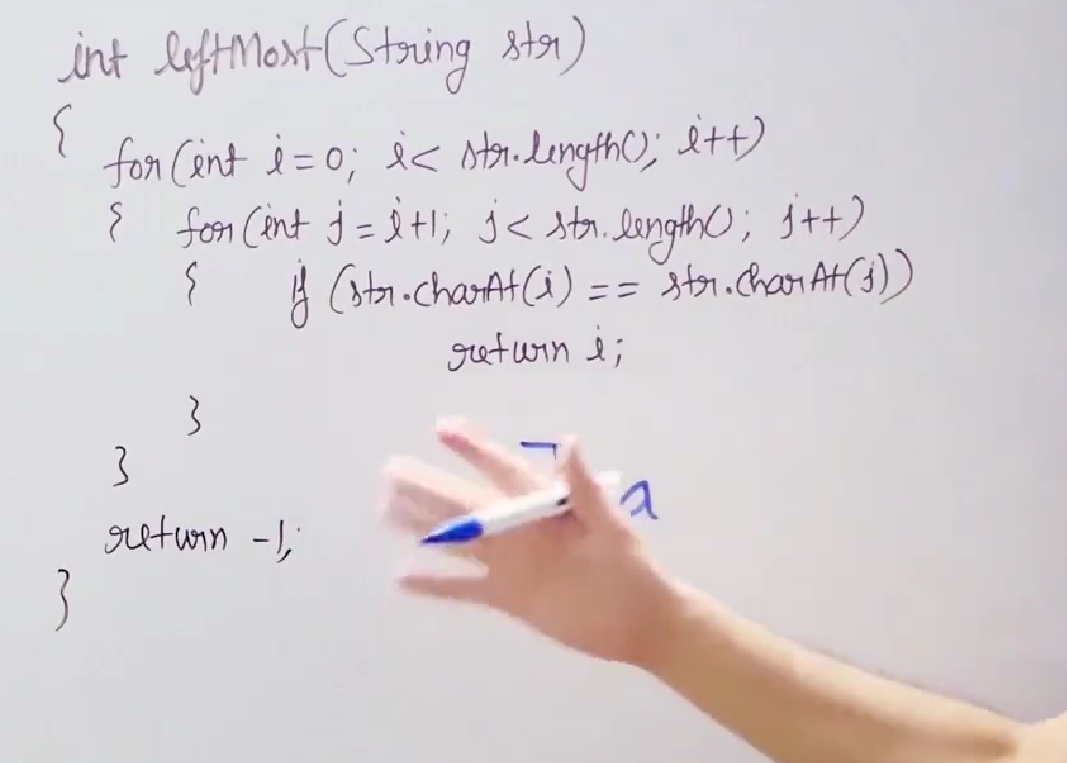 int leftMost(String str)
{
for(int i=0; i< str.length(); i++)
{ for(int j=i+1; j< str.length(); j++)
{ if (str.charAt(i) == str.charAt(j))
return i;
}
}
return -1;
}